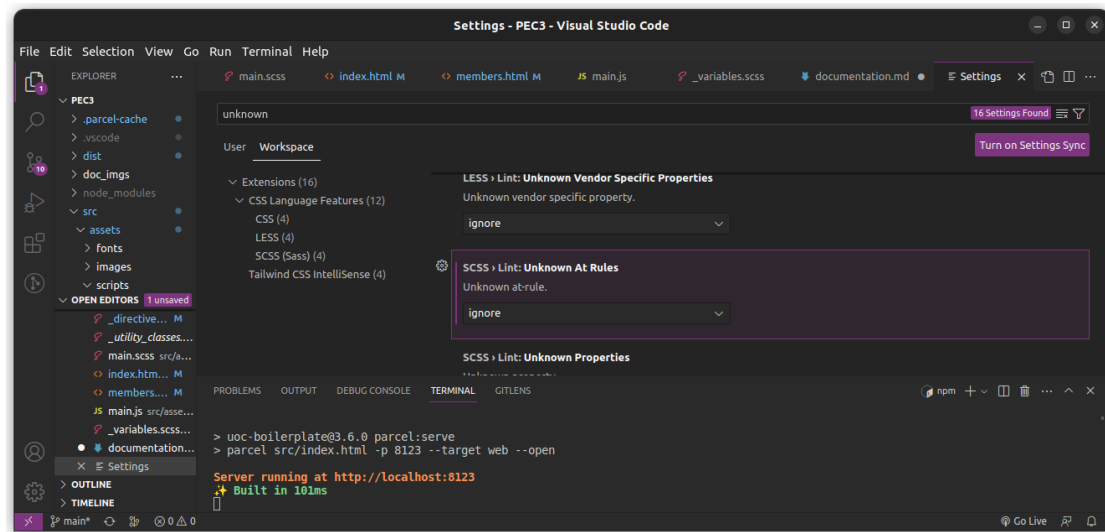 Settings - PEC3 - Visual Studio Code
File Edit Selection View Go Run Terminal Help
EXPLORER
main.scss
index.html M
members.html M
JS main.js
_variables.scss
documentation.md
Settings
PEC3
.parcel-cache
.vscode
dist
doc_imgs
node_modules
src
assets
fonts
images
scripts
OPEN EDITORS 1 unsaved
_directive... M
_utility_classes....
main.scss src/a...
index.htm... M
members.... M
JS main.js src/asse...
_variables.scss...
documentation...
Settings
OUTLINE
TIMELINE
1
10
unknown
16 Settings Found
User Workspace
Turn on Settings Sync
Extensions (16)
CSS Language Features (12)
CSS (4)
LESS (4)
SCSS (Sass) (4)
Tailwind CSS IntelliSense (4)
LESS › Lint: Unknown Vendor Specific Properties
Unknown vendor specific property.
ignore
SCSS › Lint: Unknown At Rules
Unknown at-rule.
ignore
SCSS › Lint: Unknown Properties
PROBLEMS OUTPUT DEBUG CONSOLE TERMINAL GITLENS
npm
> uoc-boilerplate@3.6.0 parcel:serve
> parcel src/index.html -p 8123 --target web --open
Server running at http://localhost:8123
Built in 101ms
main* 0 0
Go Live